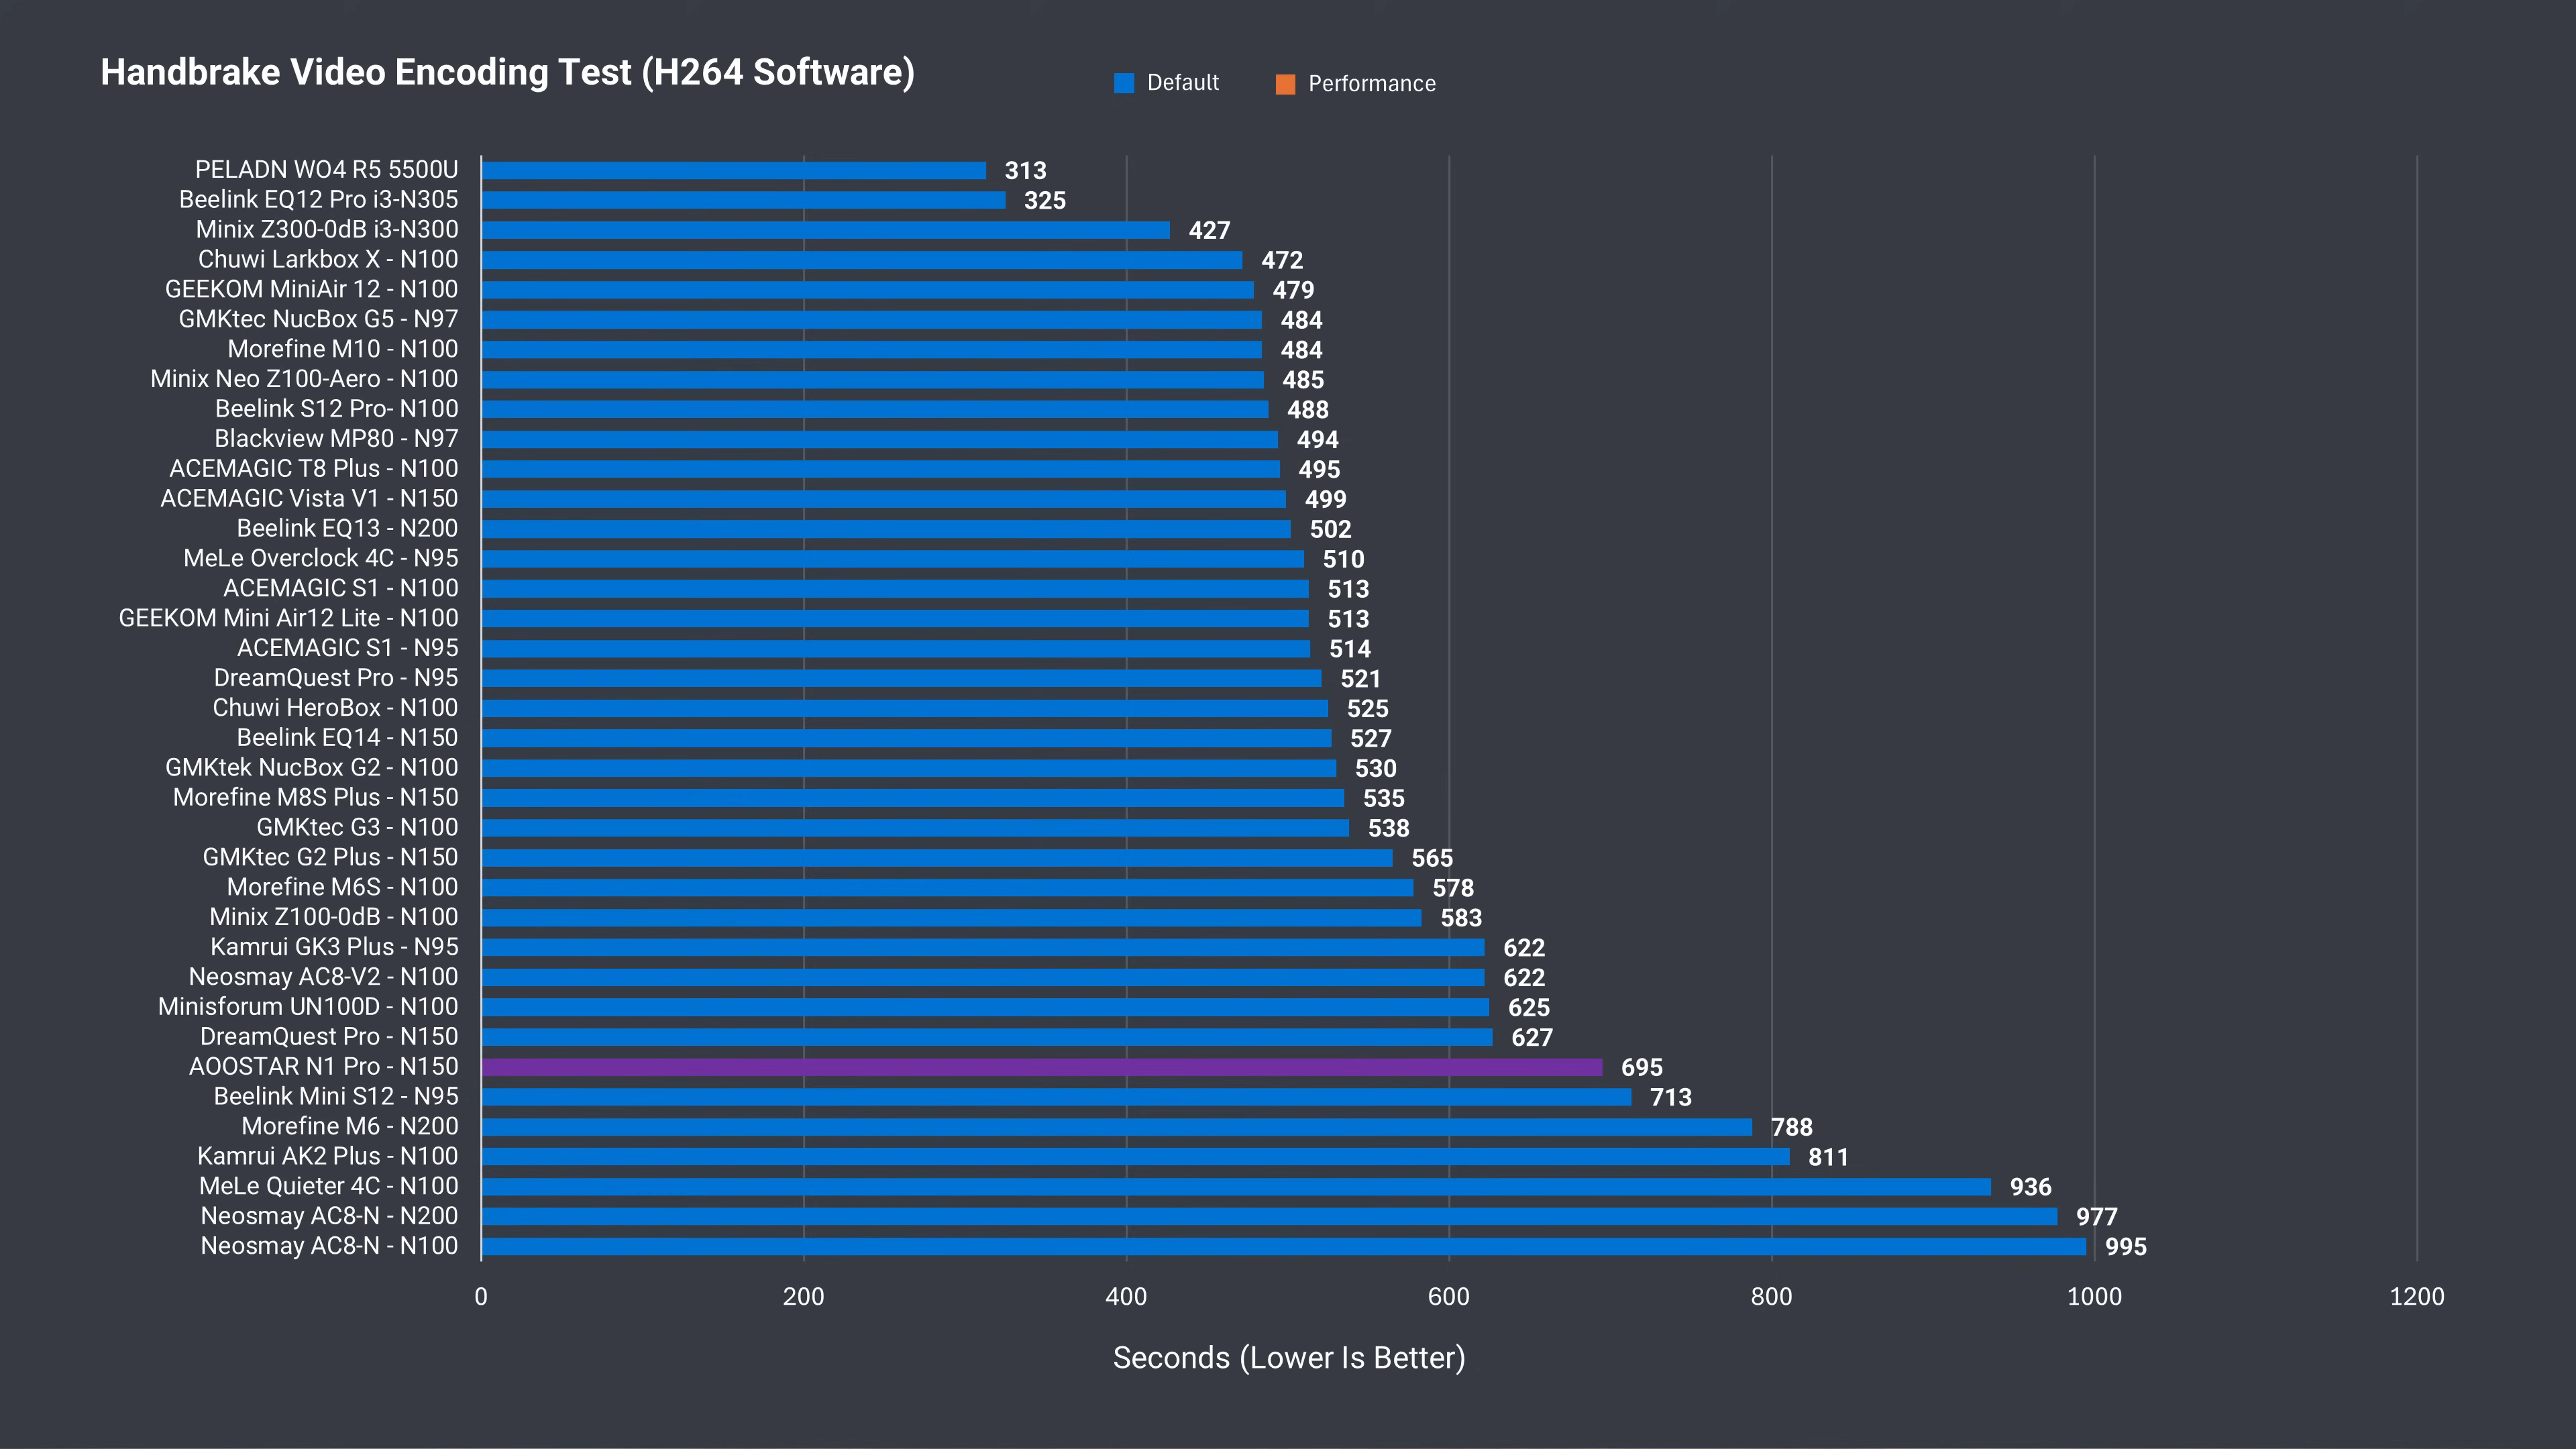 Handbrake Video Encoding Test (H264 Software)
Default
Performance
PELADN WO4 R5 5500U 313
Beelink EQ12 Pro i3-N305 325
Minix Z300-0dB i3-N300 427
Chuwi Larkbox X - N100 472
GEEKOM MiniAir 12 - N100 479
GMKtec NucBox G5 - N97 484
Morefine M10 - N100 484
Minix Neo Z100-Aero - N100 485
Beelink S12 Pro- N100 488
Blackview MP80 - N97 494
ACEMAGIC T8 Plus - N100 495
ACEMAGIC Vista V1 - N150 499
Beelink EQ13 - N200 502
MeLe Overclock 4C - N95 510
ACEMAGIC S1 - N100 513
GEEKOM Mini Air12 Lite - N100 513
ACEMAGIC S1 - N95 514
DreamQuest Pro - N95 521
Chuwi HeroBox - N100 525
Beelink EQ14 - N150 527
GMKtek NucBox G2 - N100 530
Morefine M8S Plus - N150 535
GMKtec G3 - N100 538
GMKtec G2 Plus - N150 565
Morefine M6S - N100 578
Minix Z100-0dB - N100 583
Kamrui GK3 Plus - N95 622
Neosmay AC8-V2 - N100 622
Minisforum UN100D - N100 625
DreamQuest Pro - N150 627
AOOSTAR N1 Pro - N150 695
Beelink Mini S12 - N95 713
Morefine M6 - N200 788
Kamrui AK2 Plus - N100 811
MeLe Quieter 4C - N100 936
Neosmay AC8-N - N200 977
Neosmay AC8-N - N100 995
0 200 400 600 800 1000 1200
Seconds (Lower Is Better)